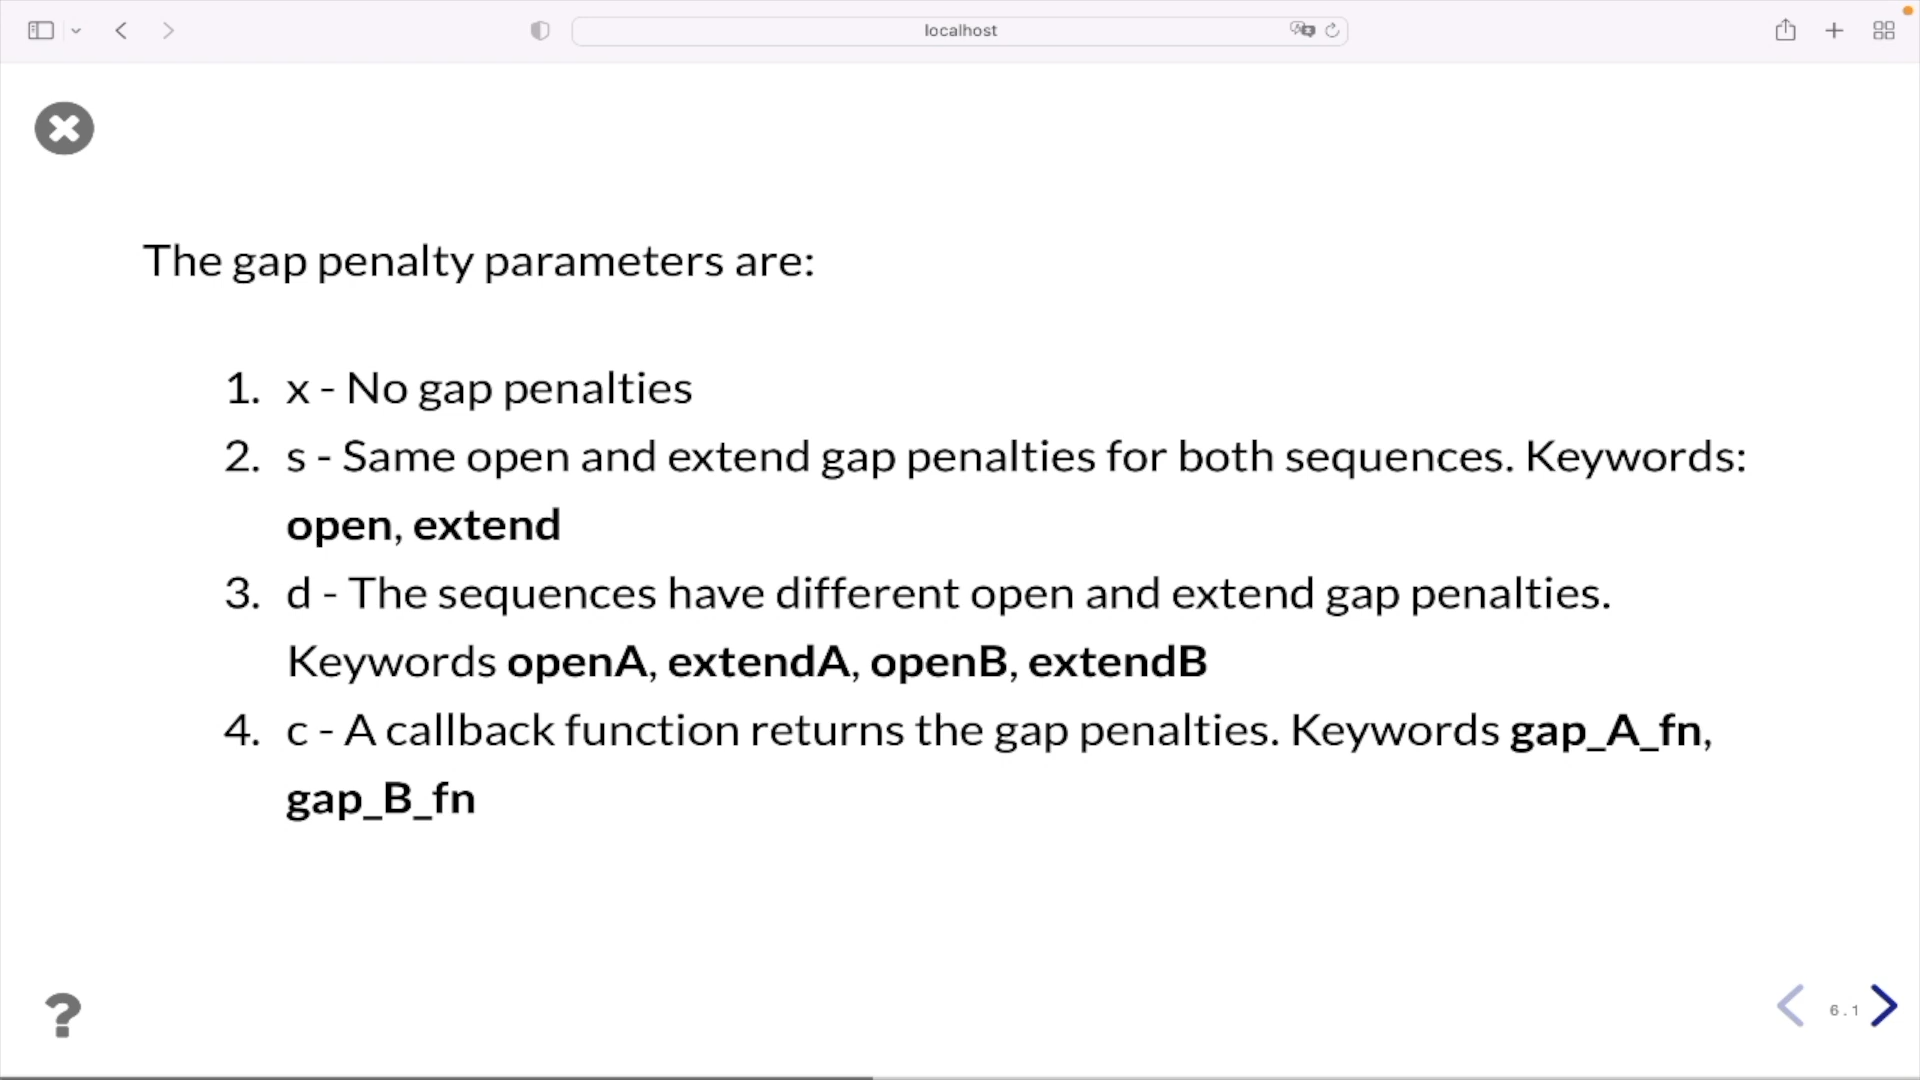 localhost
The gap penalty parameters are:
1. x - No gap penalties
2. s - Same open and extend gap penalties for both sequences. Keywords:
open, extend
3. d - The sequences have different open and extend gap penalties.
Keywords openA, extendA, openB, extendB
4. c - A callback function returns the gap penalties. Keywords gap_A_fn,
gap_B_fn
?
6.1